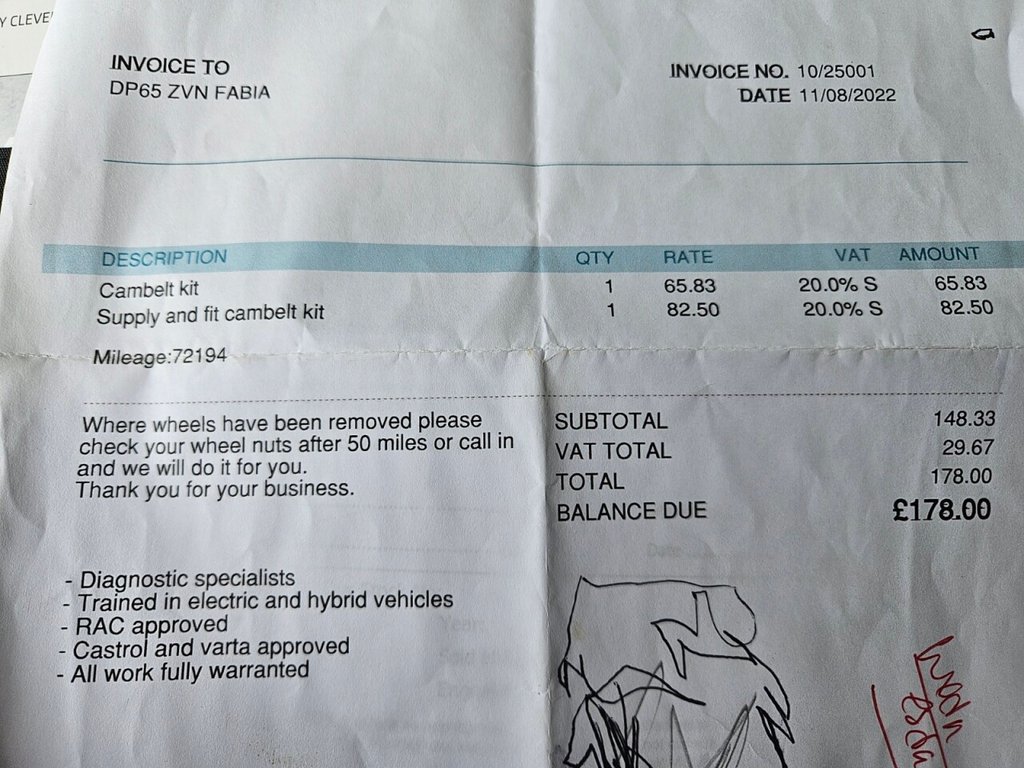 Y CLEVE
INVOICE TO
DP65 ZVN FABIA
INVOICE NO. 10/25001
DATE 11/08/2022
DESCRIPTION QTY RATE VAT AMOUNT
Cambelt kit 1 65.83 20.0% S 65.83
Supply and fit cambelt kit 1 82.50 20.0% S 82.50
Mileage:72194
Where wheels have been removed please
check your wheel nuts after 50 miles or call in
and we will do it for you.
Thank you for your business.
SUBTOTAL 148.33
VAT TOTAL 29.67
TOTAL 178.00
BALANCE DUE £178.00
- Diagnostic specialists
- Trained in electric and hybrid vehicles
- RAC approved
- Castrol and varta approved
- All work fully warranted